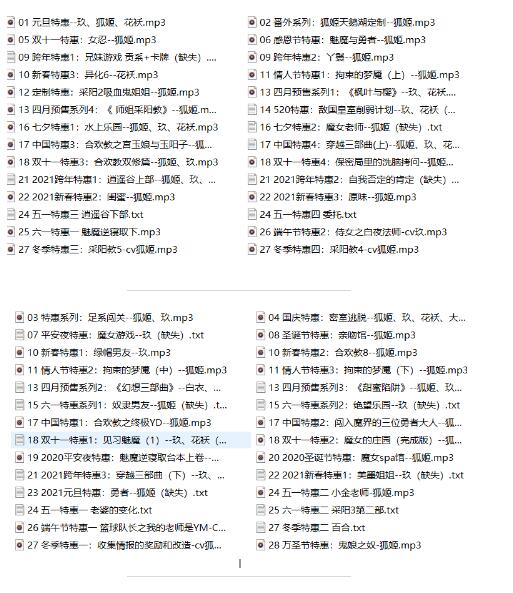 01 元旦特惠--玖、狐姬、花袄.mp3
02 番外系列：狐姬天鹅湖定制--狐姬.mp3
05 双十一特惠：女忍--狐姬.mp3
06 感恩节特惠：魅魔与勇者--狐姬.mp3
09 跨年特惠1：兄妹游戏 贡系+卡牌（缺失）....
09 跨年特惠2：丫鬟--狐姬.mp3
10 新春特惠3：异化6--花袄.mp3
11 情人节特惠1：拘束的梦魇（上）--狐姬.mp3
12 定制特惠：采阳2吸血鬼姐姐--狐姬.mp3
13 四月预售系列1：《枫叶与樱》--玖、花袄....
13 四月预售系列4：《 师姐采阳教》--狐姬.m...
14 520特惠：敌国皇室削弱计划--玖、花袄（...
16 七夕特惠1：水上乐园--狐姬、玖、花袄.mp3
16 七夕特惠2：魔女老师--狐姬（缺失）.txt
17 中国特惠3：合欢教之宫玉娘与玉阳子--狐...
17 中国特惠4：穿越三部曲(上)--狐姬、玖、花...
18 双十一特惠3：合欢教双修篇--狐姬、玖.mp3
18 双十一特惠4：保密局里的洗脑拷问--狐姬...
21 2021跨年特惠1：逍遥谷上部--狐姬、玖、...
21 2021跨年特惠2：自我否定的肯定（缺失）...
22 2021新春特惠2：闺蜜--狐姬.mp3
22 2021新春特惠3：原味--狐姬.mp3
24 五一特惠三 逍遥谷下部.txt
24 五一特惠四 委托.txt
25 六一特惠一 魅魔逆寝取下.mp3
26 端午节特惠2：侍女之白夜法师-cv玖.mp3
27 冬季特惠三：采阳教5-cv狐姬.mp3
27 冬季特惠四：采阳教4-cv狐姬.mp3
03 特惠系列：足系闯关--狐姬、玖.mp3
04 国庆特惠：密室逃脱--狐姬、玖、花袄、大...
07 平安夜特惠：魔女游戏--玖（缺失）.txt
08 圣诞节特惠：亲吻馆--狐姬.mp3
10 新春特惠1：绿帽男友--玖.mp3
10 新春特惠2：合欢教8--狐姬.mp3
11 情人节特惠2：拘束的梦魇（中）--狐姬.mp3
11 情人节特惠3：拘束的梦魇（下）--狐姬.mp3
13 四月预售系列2：《幻想三部曲》--白衣、...
13 四月预售系列3：《甜蜜陷阱》--狐姬、玖...
15 六一特惠系列1：奴隶男友--狐姬（缺失）.t...
15 六一特惠系列2：绝望乐园--玖（缺失）.txt
17 中国特惠1：合欢教之终极YD--狐姬.mp3
17 中国特惠2：闯入魔界的三位勇者大人--狐...
18 双十一特惠1：见习魅魔（1）--玖、花袄（...
18 双十一特惠2：魔女的庄园（完成版）--狐...
19 2020平安夜特惠：魅魔逆寝取台本上卷--...
20 2020圣诞节特惠：魔女spa馆--狐姬.mp3
21 2021跨年特惠3：穿越三部曲（下）--玖、...
22 2021新春特惠1：美墨姐姐--玖（缺失）.txt
23 2021元旦特惠：勇者--狐姬（缺失）.txt
24 五一特惠二 小金老师-狐姬.mp3
24 五一特惠一 老婆的变化.txt
25 六一特惠二 采阳3第二部.txt
26 端午节特惠一 篮球队长之我的老师是YM-C...
27 冬季特惠二 百合.txt
27 冬季特惠一：收集情报的奖励和改造-cv狐...
28 万圣节特惠：鬼娘之奴-狐姬.mp3